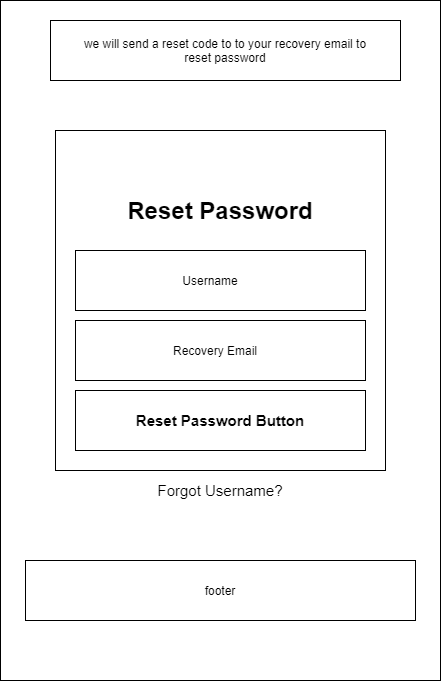 we will send a reset code to to your recovery email to
reset password
Reset Password
Username
Recovery Email
Reset Password Button
Forgot Username?
footer